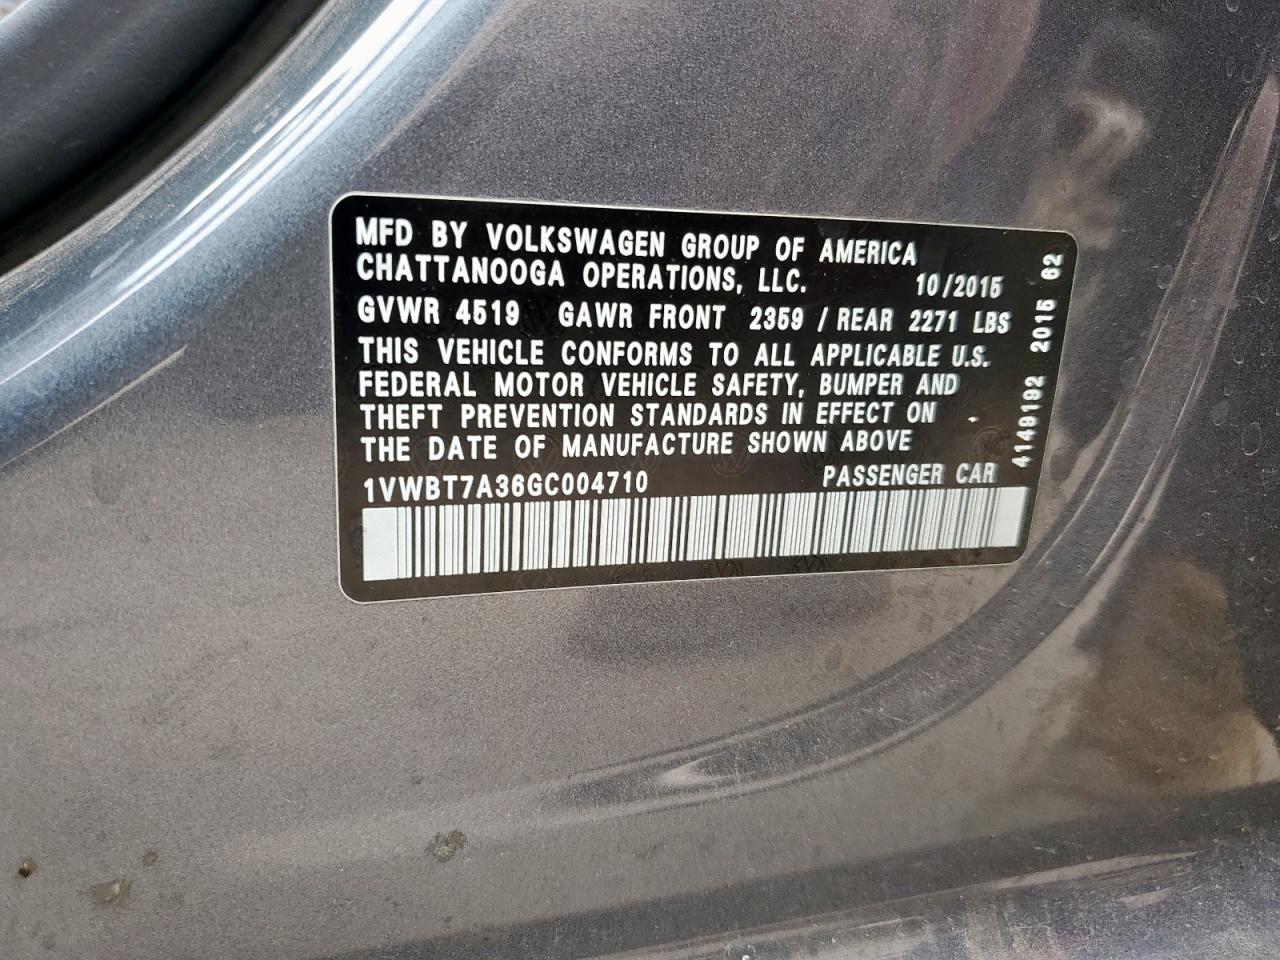 MFD BY VOLKSWAGEN GROUP OF AMERICA
CHATTANOOGA OPERATIONS, LLC. 10/2015
GVWR 4519 GAWR FRONT 2359 / REAR 2271 LBS
THIS VEHICLE CONFORMS TO ALL APPLICABLE U.S.
FEDERAL MOTOR VEHICLE SAFETY, BUMPER AND
THEFT PREVENTION STANDARDS IN EFFECT ON
THE DATE OF MANUFACTURE SHOWN ABOVE
1VWBT7A36GC004710 PASSENGER CAR
4149192 2015 62